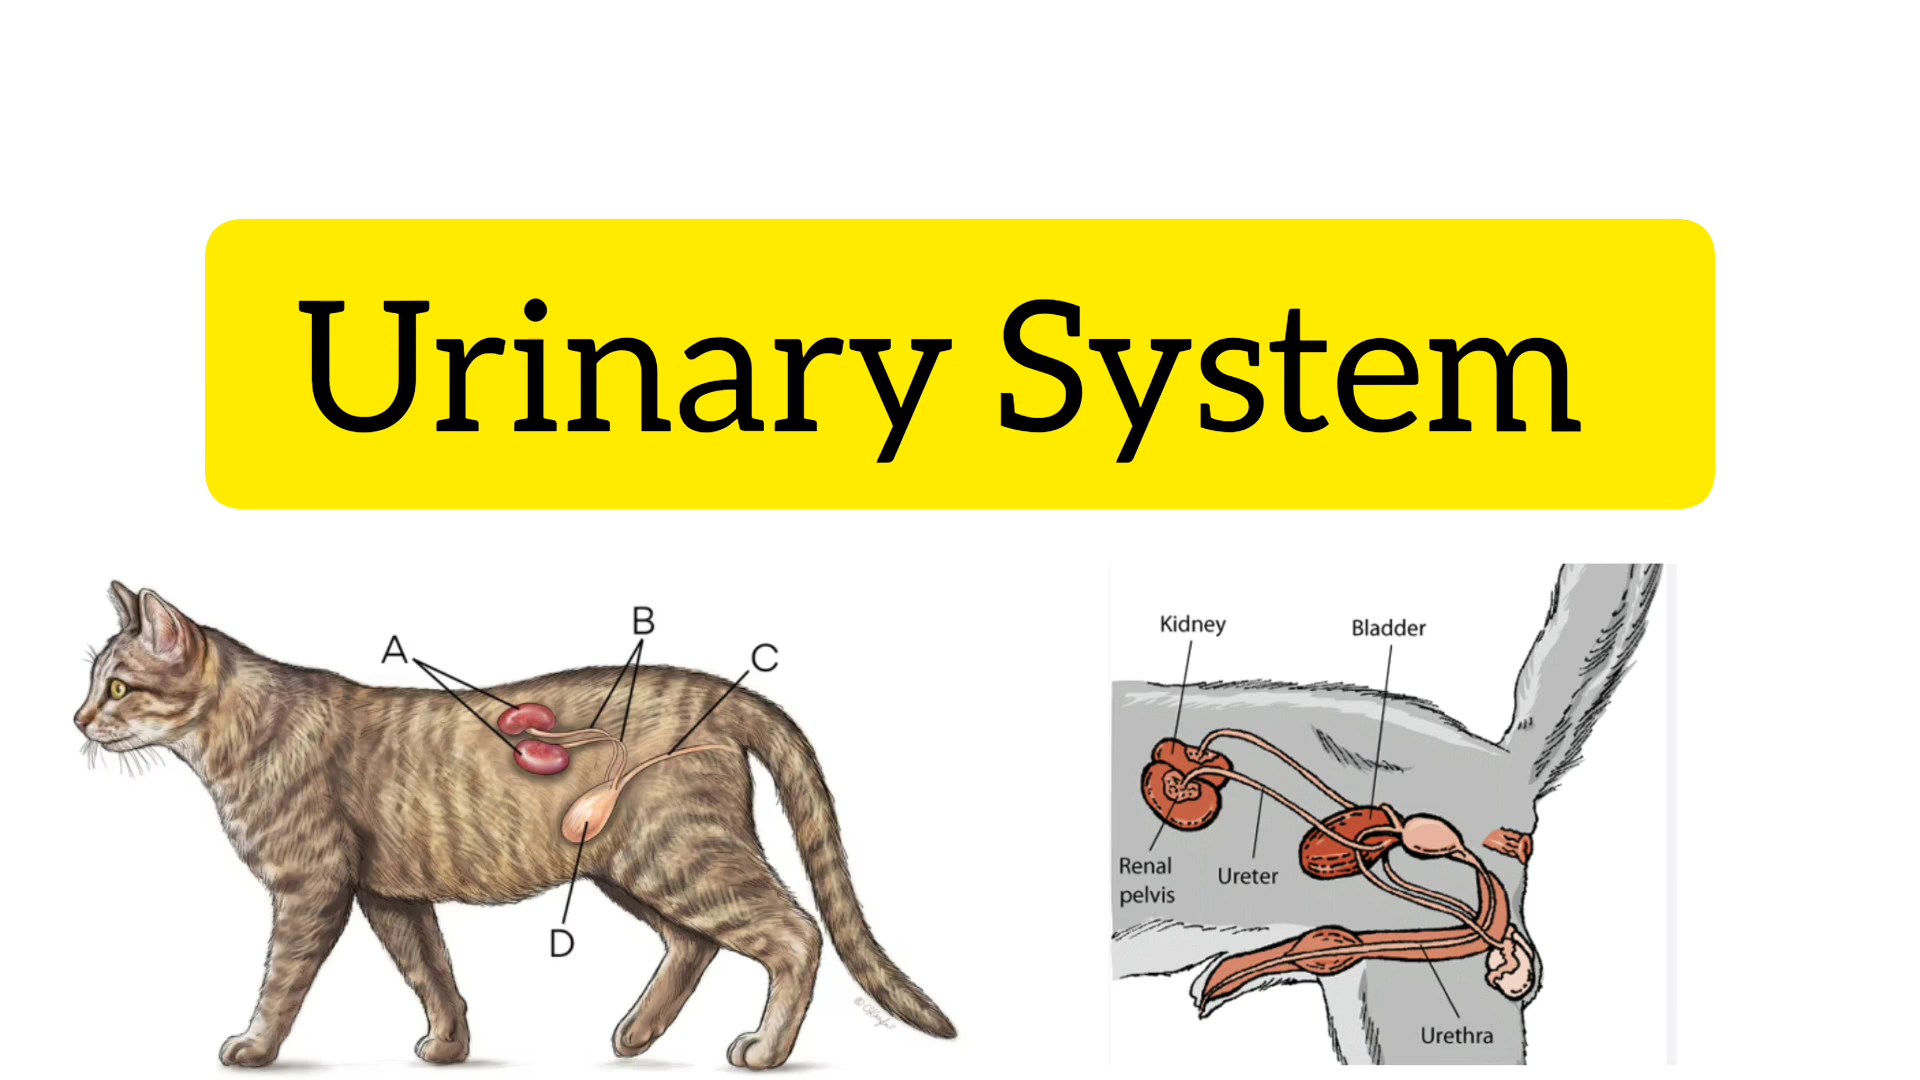 Urinary System
A
B
C
D
Kidney
Bladder
Renal
pelvis
Ureter
Urethra